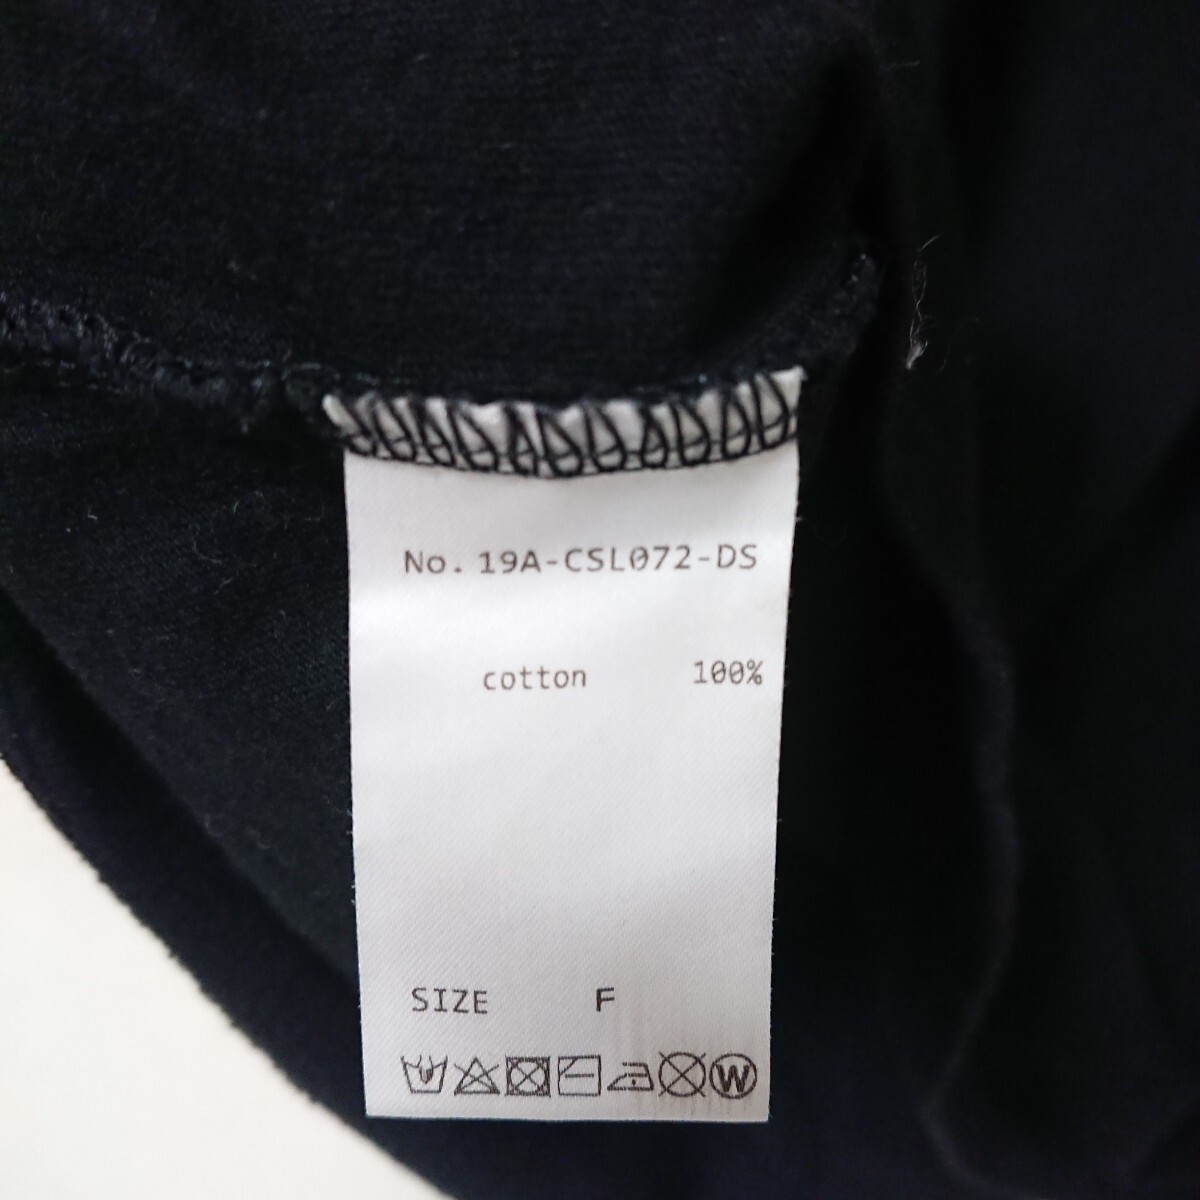 No. 19A-CSL072-DS
cotton 100%
SIZE F
W